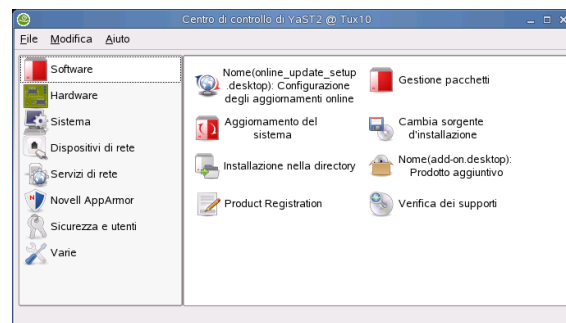 Centro di controllo di YaST2 @ Tux10
File Modifica Aiuto
Software
Hardware
Sistema
Dispositivi di rete
Servizi di rete
Novell AppArmor
Sicurezza e utenti
Varie
Nome(online_update_setup
.desktop): Configurazione
degli aggiornamenti online
Gestione pacchetti
Aggiornamento del
sistema
Cambia sorgente
d'installazione
Installazione nella directory
Nome(add-on.desktop):
Prodotto aggiuntivo
Product Registration
Verifica dei supporti